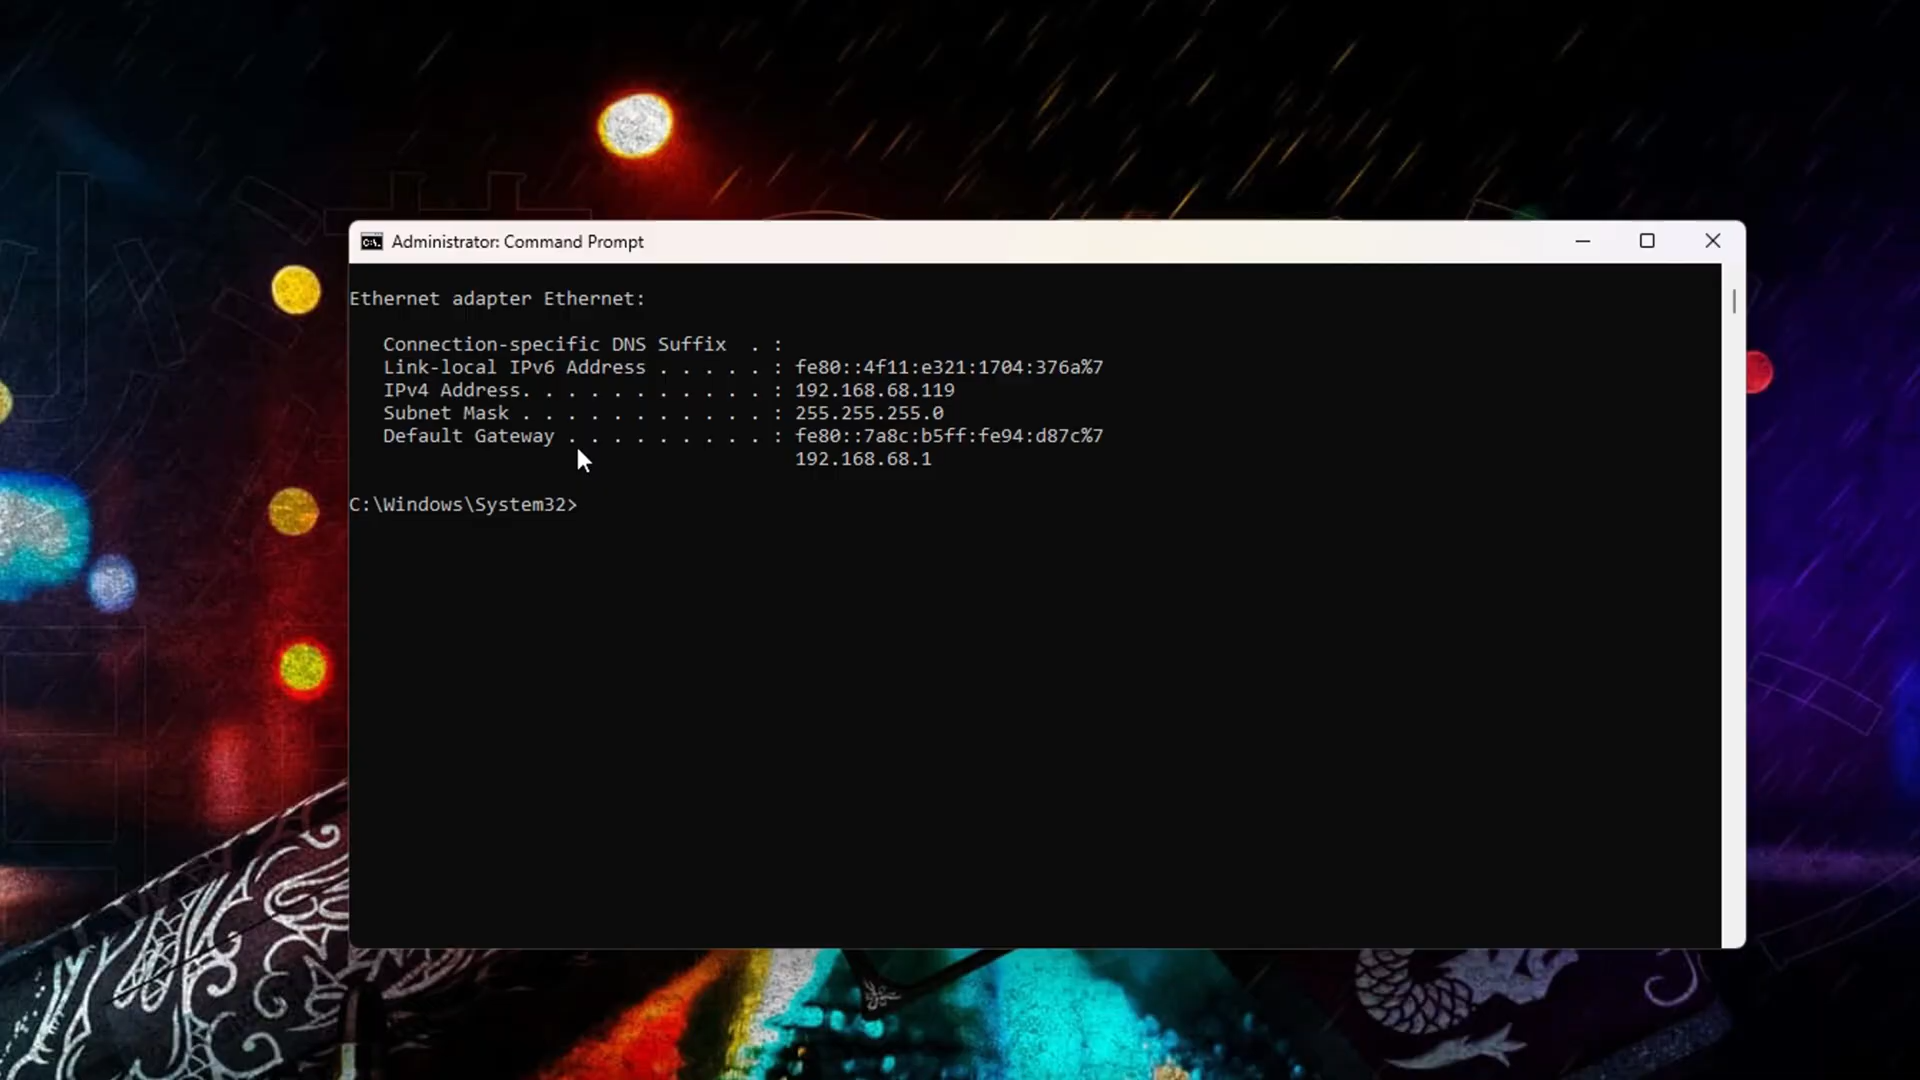 Administrator: Command Prompt
Ethernet adapter Ethernet:
Connection-specific DNS Suffix  . :
Link-local IPv6 Address . . . . . : fe80::4f11:e321:1704:376a%7
IPv4 Address. . . . . . . . . . . : 192.168.68.119
Subnet Mask . . . . . . . . . . . : 255.255.255.0
Default Gateway . . . . . . . . . : fe80::7a8c:b5ff:fe94:d87c%7
192.168.68.1
C:\Windows\System32>